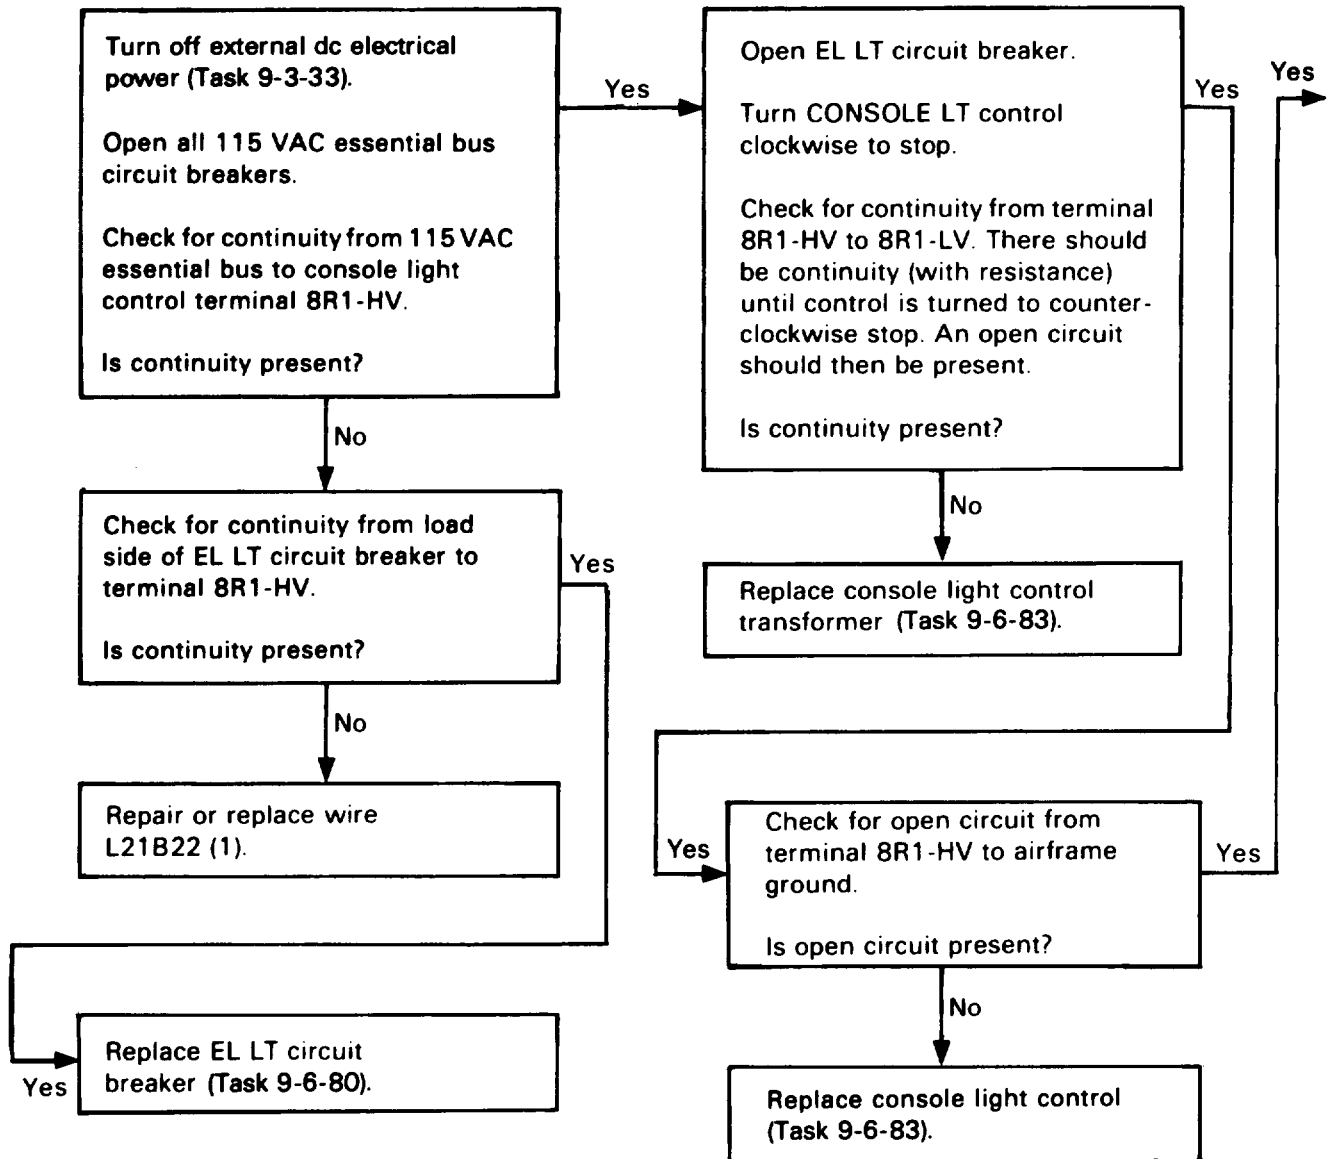 Turn off external dc electrical
power (Task 9-3-33).
Open all 115 VAC essential bus
circuit breakers.
Check for continuity from 115 VAC
essential bus to console light
control terminal 8R1-HV.
Is continuity present?
Yes
No
Open EL LT circuit breaker.
Turn CONSOLE LT control
clockwise to stop.
Check for continuity from terminal
8R1-HV to 8R1-LV. There should
be continuity (with resistance)
until control is turned to counter-
clockwise stop. An open circuit
should then be present.
Is continuity present?
Yes
Yes
No
Check for continuity from load
side of EL LT circuit breaker to
terminal 8R1-HV.
Is continuity present?
Yes
No
Replace console light control
transformer (Task 9-6-83).
Repair or replace wire
L21B22 (1).
Yes
Check for open circuit from
terminal 8R1-HV to airframe
ground.
Is open circuit present?
Yes
No
Yes
Replace EL LT circuit
breaker (Task 9-6-80).
Replace console light control
(Task 9-6-83).